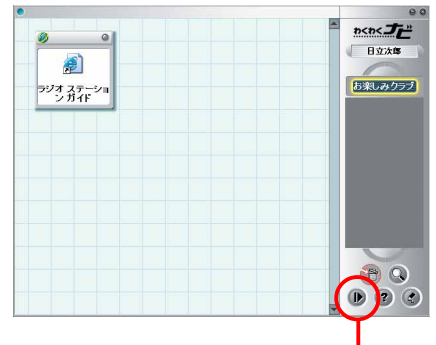 わくわくナビ
日立次郎
お楽しみクラブ
ラジオ ステーショ
ン ガイド
?